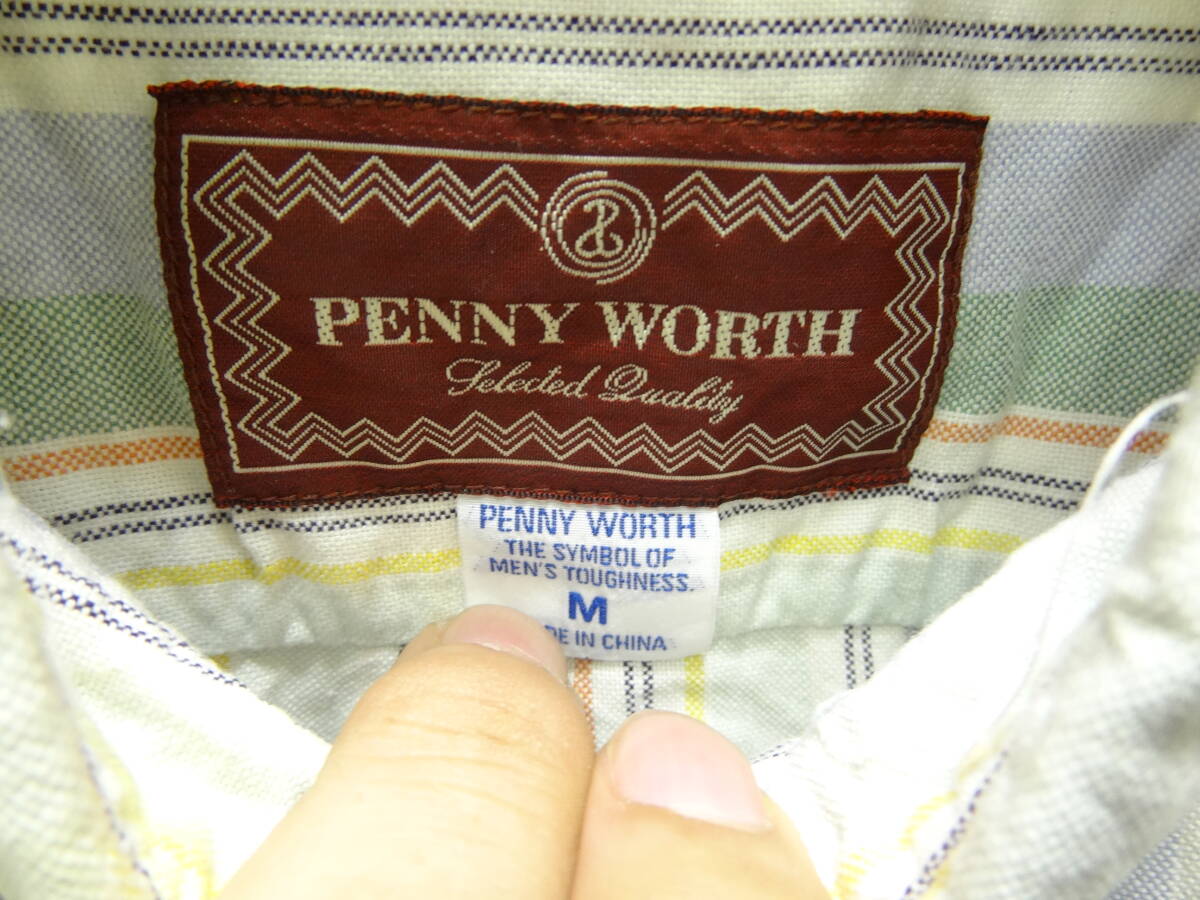 PENNY WORTH
Selected Quality
PENNY WORTH
THE SYMBOL OF
MEN'S TOUGHNESS.
M
DE IN CHINA